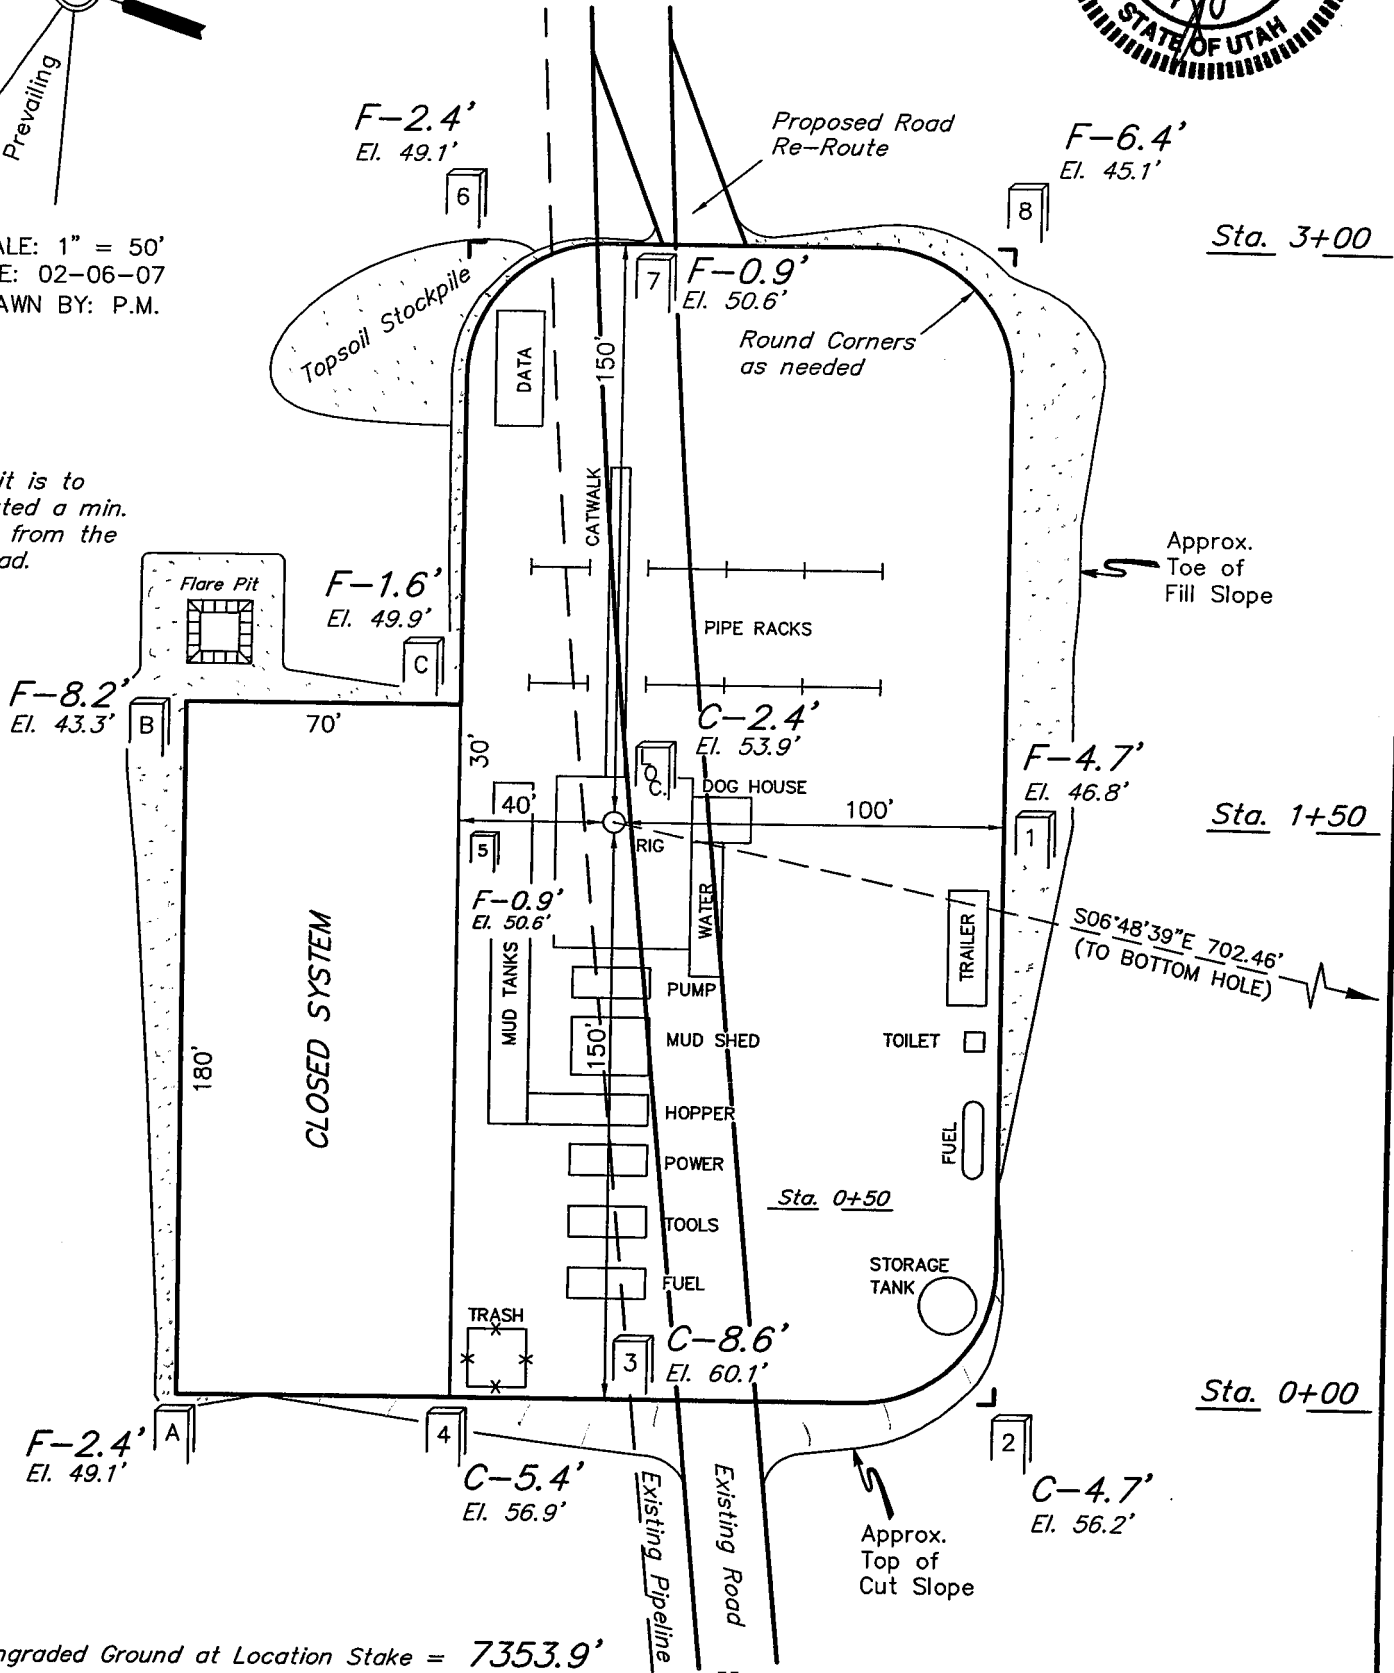 STATE OF UTAH
Prevailing
F-2.4'
El. 49.1'
6
Proposed Road
Re-Route
F-6.4'
El. 45.1'
8
ALE: 1" = 50'
E: 02-06-07
AWN BY: P.M.
Sta. 3+00
7
F-0.9'
El. 50.6'
Topsoil Stockpile
DATA
150'
Round Corners
as needed
CATWALK
it is to
ted a min.
from the
ad.
Approx.
Toe of
Fill Slope
Flare Pit
F-1.6'
El. 49.9'
C
PIPE RACKS
F-8.2'
El. 43.3'
B
70'
30'
C-2.4'
El. 53.9'
LOC.
DOG HOUSE
F-4.7'
El. 46.8'
1
40'
100'
Sta. 1+50
RIG
5
F-0.9'
El. 50.6'
WATER
TRAILER
S06°48'39"E 702.46'
(TO BOTTOM HOLE)
CLOSED SYSTEM
MUD TANKS
PUMP
150'
MUD SHED
TOILET
180'
HOPPER
FUEL
POWER
Sta. 0+50
TOOLS
STORAGE
TANK
FUEL
TRASH
3
C-8.6'
El. 60.1'
Sta. 0+00
A
F-2.4'
El. 49.1'
4
C-5.4'
El. 56.9'
2
C-4.7'
El. 56.2'
Existing Pipeline
Existing Road
Approx.
Top of
Cut Slope
ngraded Ground at Location Stake = 7353.9'